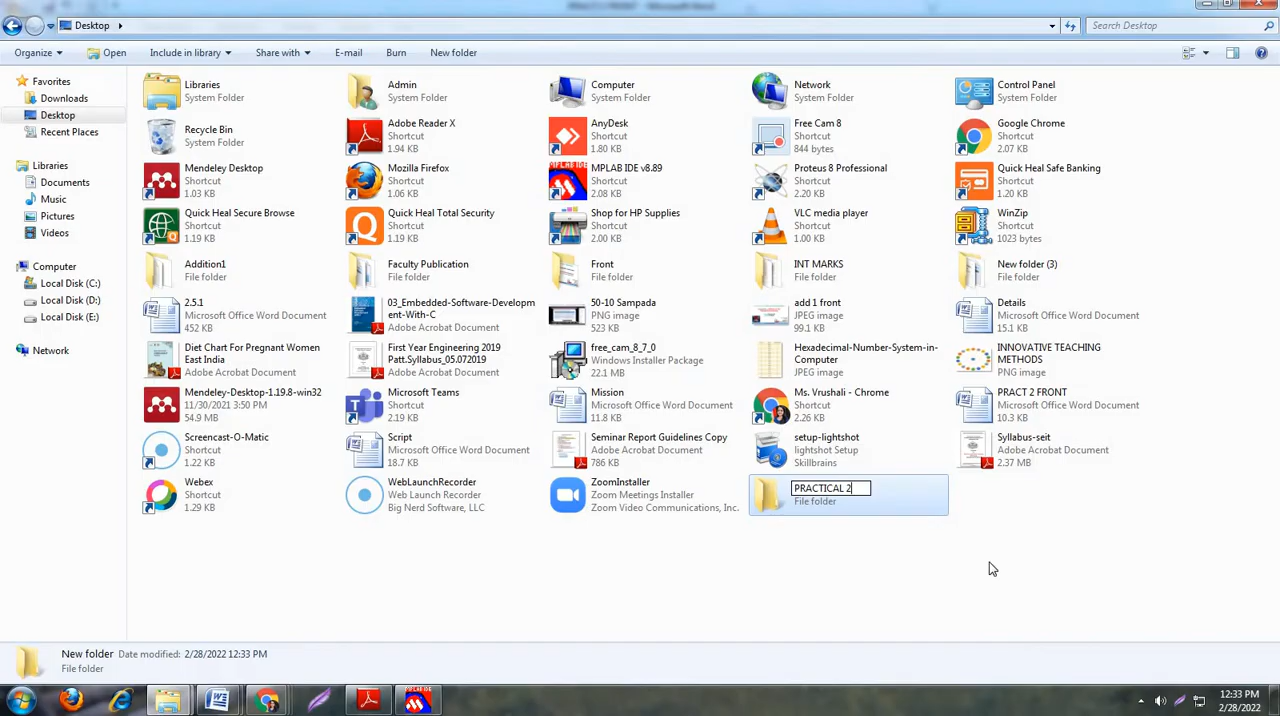 Desktop
Search Desktop
Organize Open Include in library Share with E-mail Burn New folder
Favorites
Downloads
Desktop
Recent Places
Libraries
Documents
Music
Pictures
Videos
Computer
Local Disk (C:)
Local Disk (D:)
Local Disk (E:)
Network
Libraries
System Folder
Admin
System Folder
Computer
System Folder
Network
System Folder
Control Panel
System Folder
Recycle Bin
System Folder
Adobe Reader X
Shortcut
1.94 KB
AnyDesk
Shortcut
1.80 KB
Free Cam 8
Shortcut
844 bytes
Google Chrome
Shortcut
2.07 KB
Mendeley Desktop
Shortcut
1.03 KB
Mozilla Firefox
Shortcut
1.06 KB
MPLAB IDE v8.89
Shortcut
2.08 KB
Proteus 8 Professional
Shortcut
2.20 KB
Quick Heal Safe Banking
Shortcut
1.20 KB
Quick Heal Secure Browse
Shortcut
1.19 KB
Quick Heal Total Security
Shortcut
1.19 KB
Shop for HP Supplies
Shortcut
2.00 KB
VLC media player
Shortcut
1.00 KB
WinZip
Shortcut
1023 bytes
Addition1
File folder
Faculty Publication
File folder
Front
File folder
INT MARKS
File folder
New folder (3)
File folder
2.5.1
Microsoft Office Word Document
452 KB
03_Embedded-Software-Developm
ent-With-C
Adobe Acrobat Document
50-10 Sampada
PNG image
523 KB
add 1 front
JPEG image
99.1 KB
Details
Microsoft Office Word Document
15.1 KB
Diet Chart For Pregnant Women
East India
Adobe Acrobat Document
First Year Engineering 2019
Patt.Syllabus_05.072019
Adobe Acrobat Document
free_cam_8_7_0
Windows Installer Package
22.1 MB
Hexadecimal-Number-System-in-
Computer
JPEG image
INNOVATIVE TEACHING
METHODS
PNG image
Mendeley-Desktop-1.19.8-win32
11/30/2021 3:50 PM
54.9 MB
Microsoft Teams
Shortcut
2.19 KB
Mission
Microsoft Office Word Document
11.8 KB
Ms. Vrushali - Chrome
Shortcut
2.26 KB
PRACT 2 FRONT
Microsoft Office Word Document
10.3 KB
Screencast-O-Matic
Shortcut
1.22 KB
Script
Microsoft Office Word Document
18.7 KB
Seminar Report Guidelines Copy
Adobe Acrobat Document
786 KB
setup-lightshot
lightshot Setup
Skillbrains
Syllabus-seit
Adobe Acrobat Document
2.37 MB
Webex
Shortcut
1.29 KB
WebLaunchRecorder
Web Launch Recorder
Big Nerd Software, LLC
ZoomInstaller
Zoom Meetings Installer
Zoom Video Communications, Inc.
PRACTICAL 2
File folder
New folder Date modified: 2/28/2022 12:33 PM
File folder
12:33 PM
2/28/2022